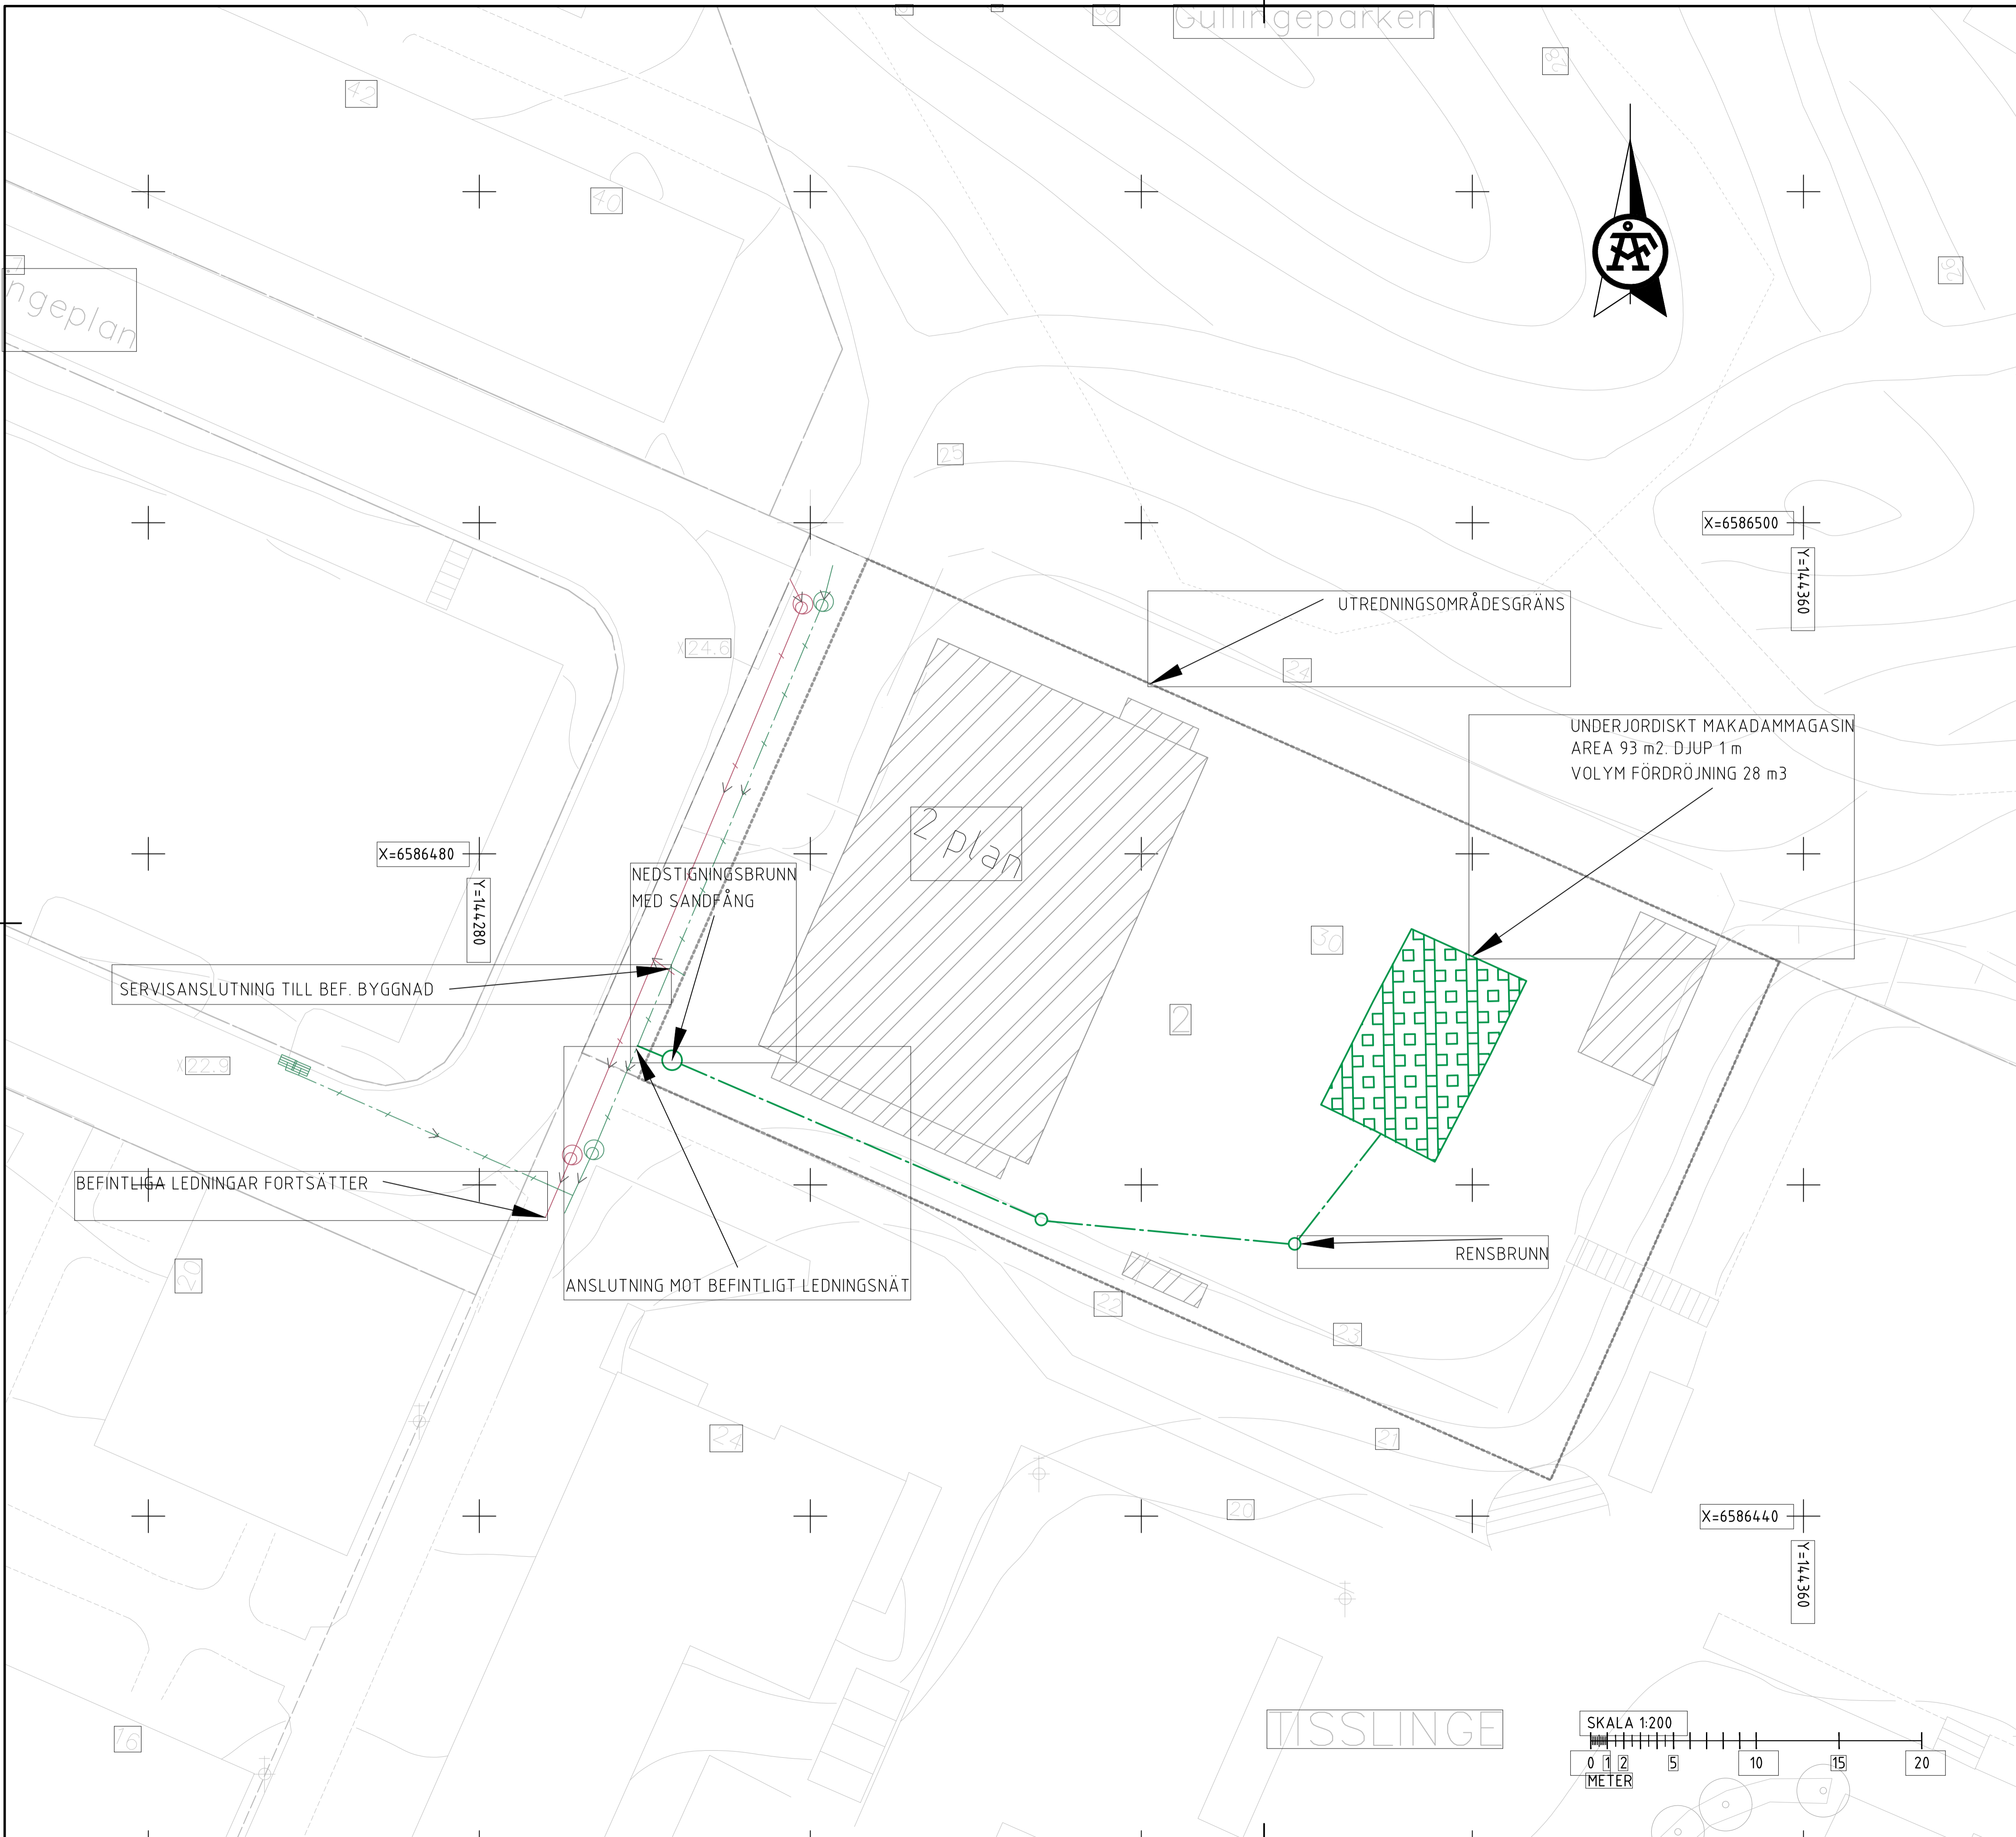 Gullingeparken
42
28
40
ngeplan
29
25
X=6586500
Y=144360
UTREDNINGSOMRÅDESGRÄNS
24.6
24
UNDERJORDISKT MAKADAMMAGASIN
AREA 93 m2. DJUP 1 m
VOLYM FÖRDRÖJNING 28 m3
2 plan
X=6586480
Y=144280
NEDSTIGNINGSBRUNN
MED SANDFÅNG
30
SERVISANSLUTNING TILL BEF. BYGGNAD
2
22.9
BEFINTLIGA LEDNINGAR FORTSÄTTER
RENSBRUNN
ANSLUTNING MOT BEFINTLIGT LEDNINGSNÄT
20
22
23
24
21
20
X=6586440
Y=144360
TISSLINGE
16
SKALA 1:200
0 1 2 5 10 15 20
METER